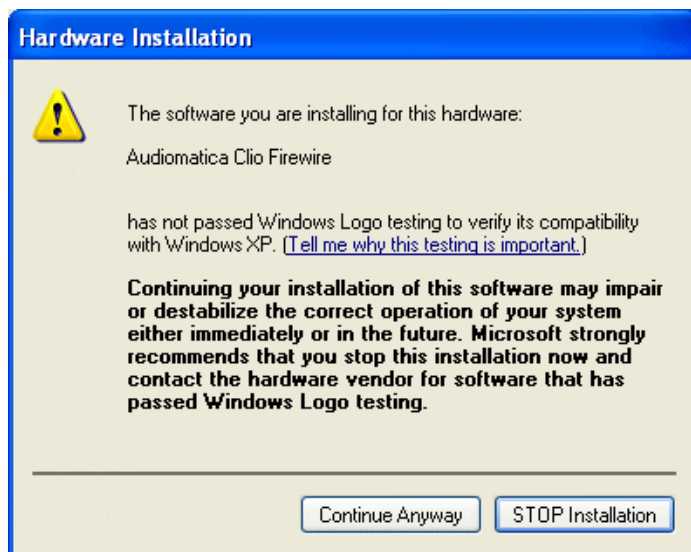 Hardware Installation
The software you are installing for this hardware:
Audiomatica Clio Firewire
has not passed Windows Logo testing to verify its compatibility
with Windows XP. (Tell me why this testing is important.)
Continuing your installation of this software may impair
or destabilize the correct operation of your system
either immediately or in the future. Microsoft strongly
recommends that you stop this installation now and
contact the hardware vendor for software that has
passed Windows Logo testing.
Continue Anyway STOP Installation